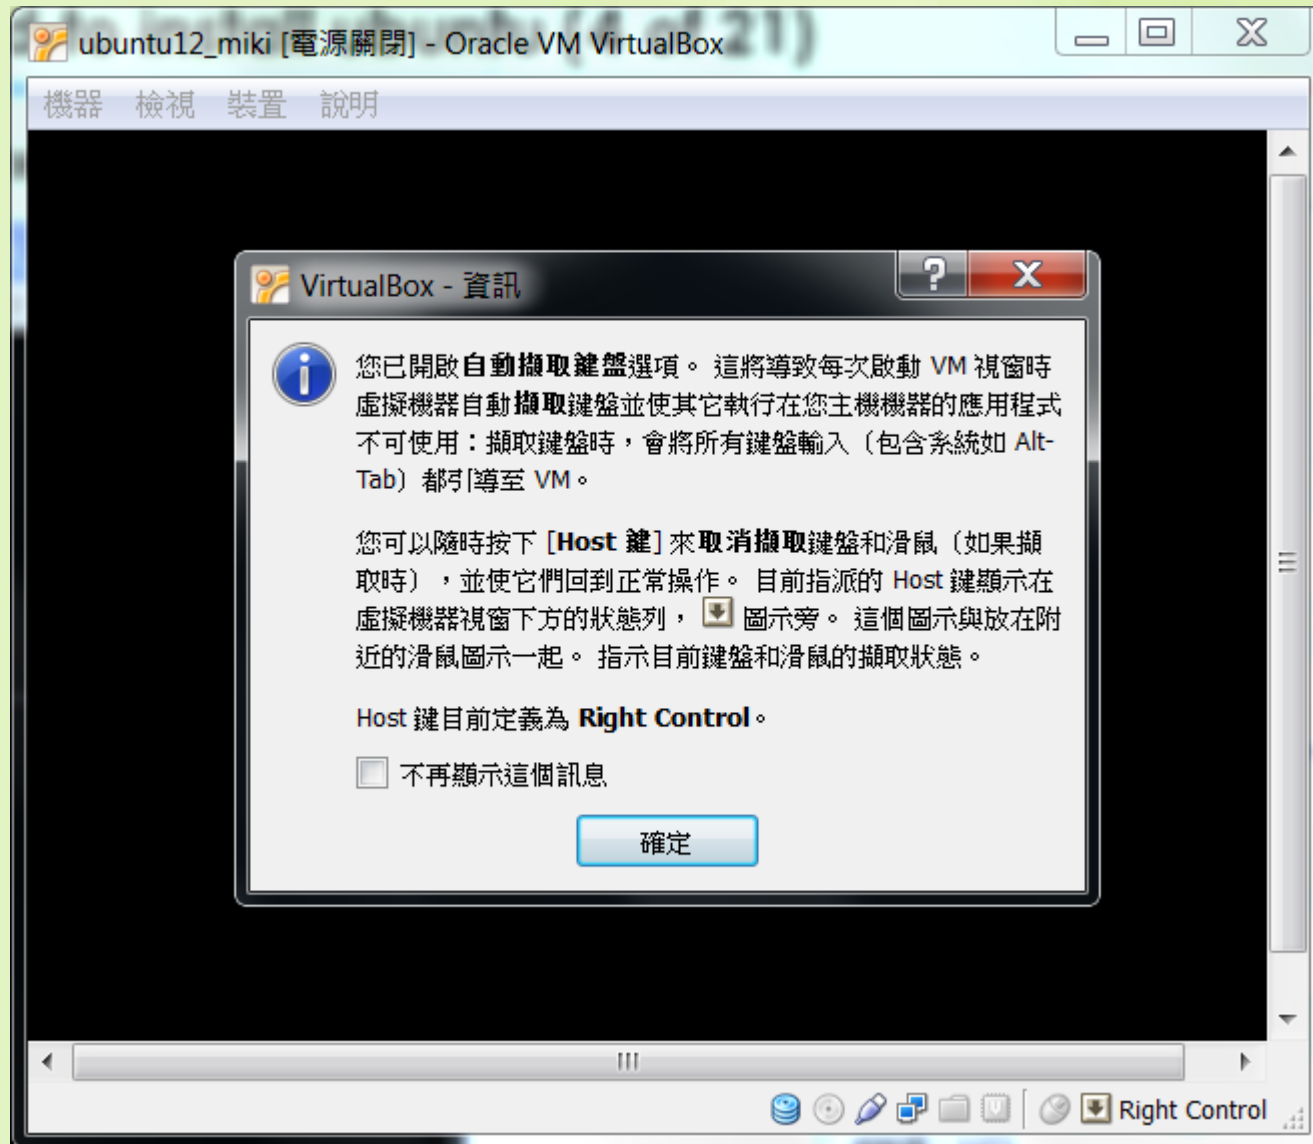 to install ubuntu (4 of 21)
ubuntu12_miki [電源關閉] - Oracle VM VirtualBox
機器 檢視 裝置 說明
VirtualBox - 資訊
您已開啟自動擷取鍵盤選項。 這將導致每次啟動 VM 視窗時
虛擬機器自動擷取鍵盤並使其它執行在您主機機器的應用程式
不可使用：擷取鍵盤時，會將所有鍵盤輸入（包含系統如 Alt-
Tab）都引導至 VM。
您可以隨時按下 [Host 鍵] 來取消擷取鍵盤和滑鼠（如果擷
取時），並使它們回到正常操作。 目前指派的 Host 鍵顯示在
虛擬機器視窗下方的狀態列， 圖示旁。 這個圖示與放在附
近的滑鼠圖示一起。 指示目前鍵盤和滑鼠的擷取狀態。
Host 鍵目前定義為 Right Control。
不再顯示這個訊息
確定
Right Control